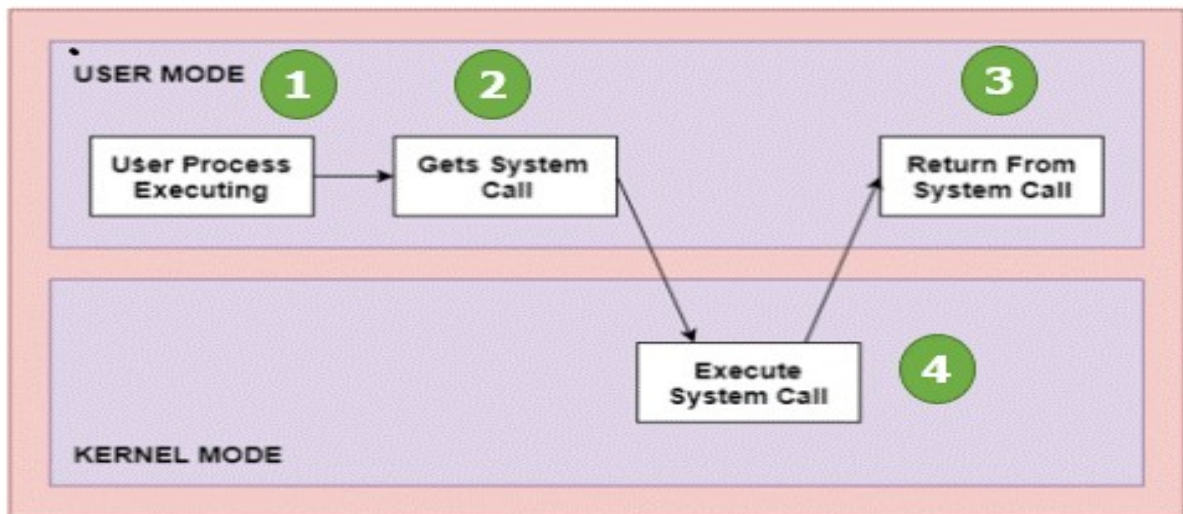 USER MODE
1
2
3
User Process
Executing
Gets System
Call
Return From
System Call
Execute
System Call
4
KERNEL MODE